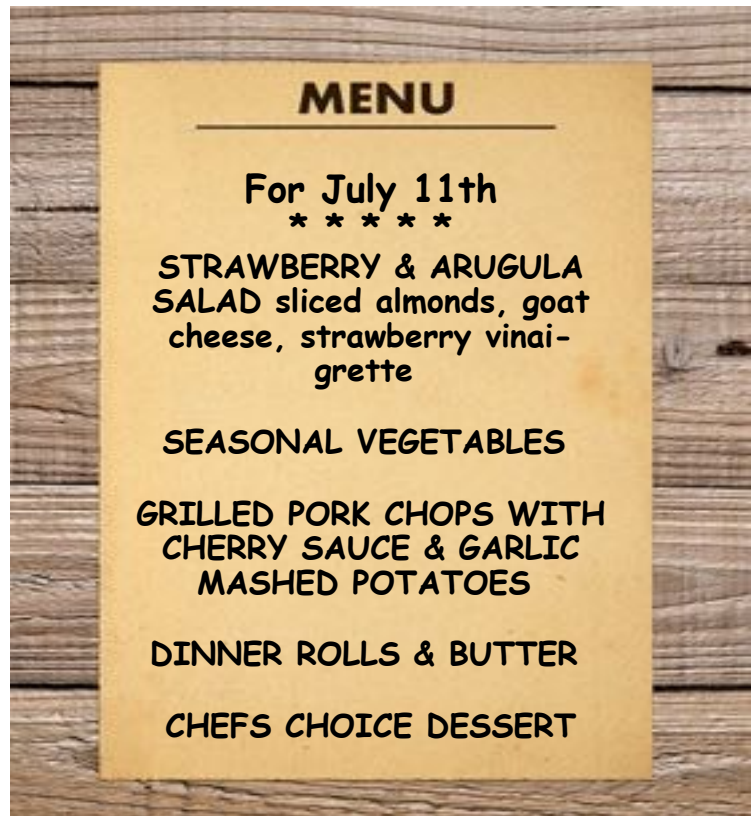 MENU
For July 11th
* * * * *
STRAWBERRY & ARUGULA
SALAD sliced almonds, goat
cheese, strawberry vinai-
grette
SEASONAL VEGETABLES
GRILLED PORK CHOPS WITH
CHERRY SAUCE & GARLIC
MASHED POTATOES
DINNER ROLLS & BUTTER
CHEFS CHOICE DESSERT